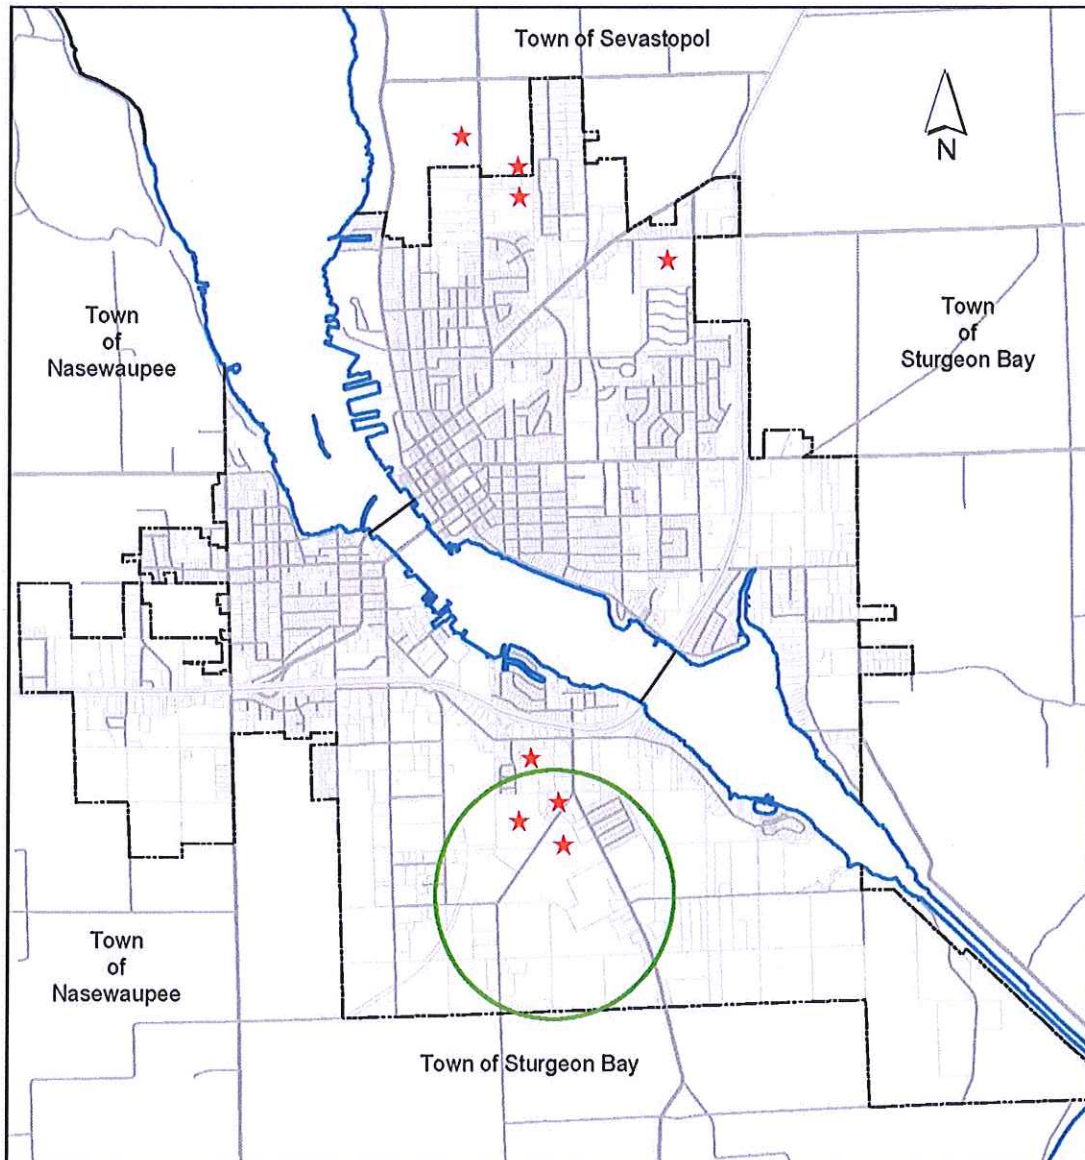 Town of Sevastopol
N
Town
of
Nasewaupee
Town
of
Sturgeon Bay
Town
of
Nasewaupee
Town of Sturgeon Bay